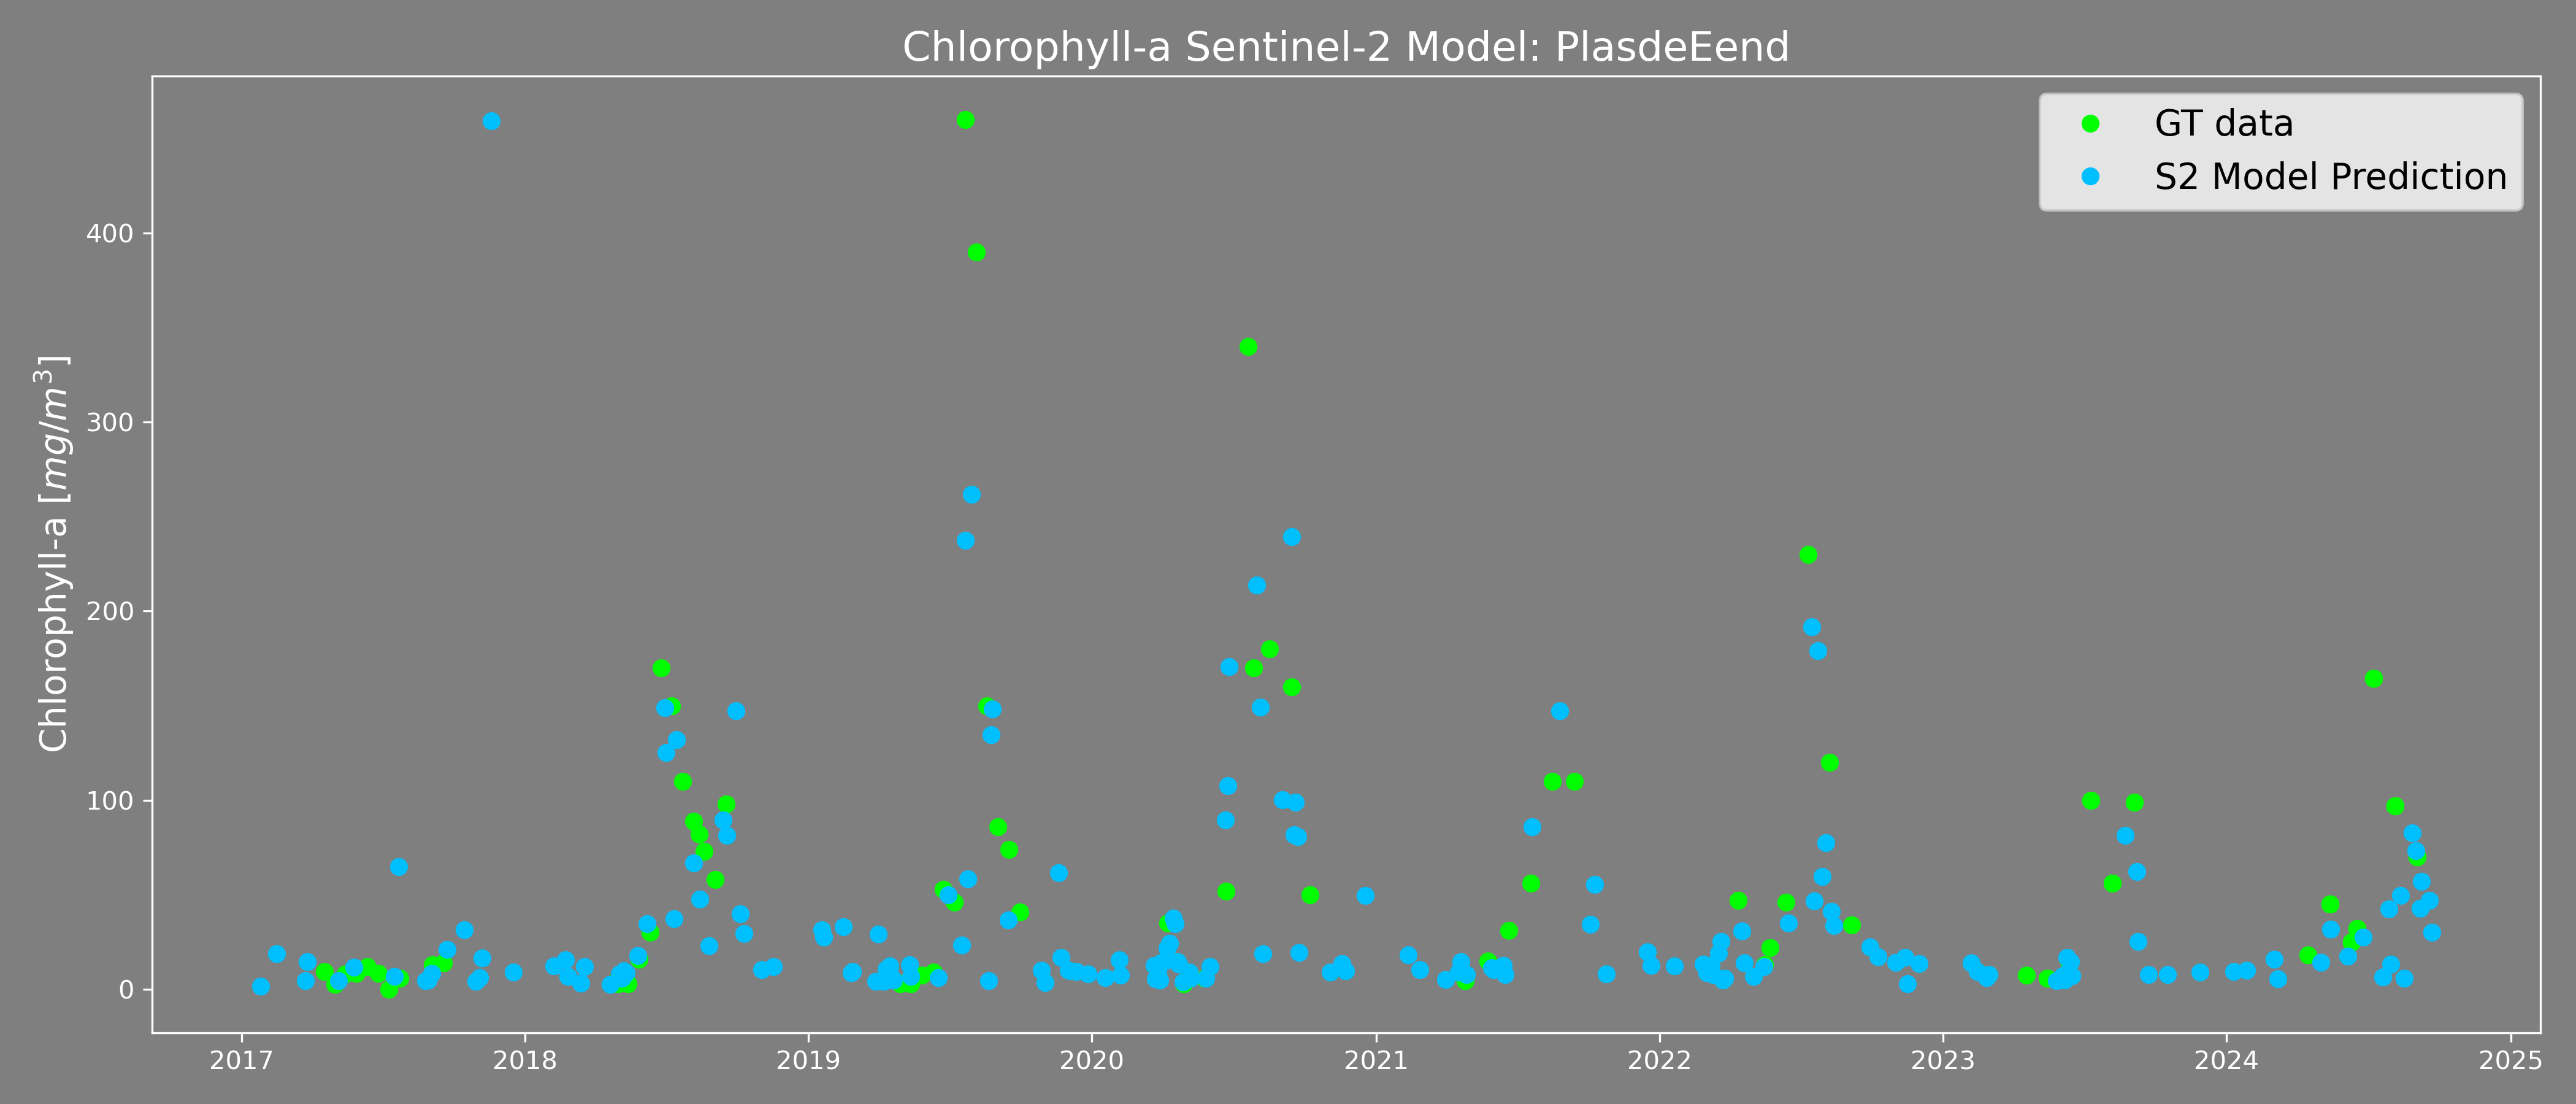 Chlorophyll-a Sentinel-2 Model: PlasdeEend
GT data
S2 Model Prediction
Chlorophyll-a [mg/m³]
400
300
200
100
0
2017 2018 2019 2020 2021 2022 2023 2024 2025